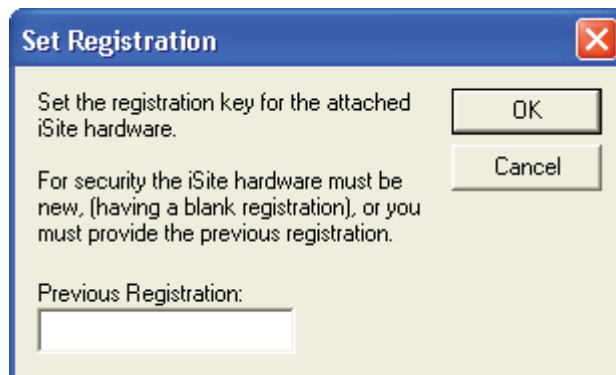 Set Registration
Set the registration key for the attached
iSite hardware.
OK
Cancel
For security the iSite hardware must be
new, (having a blank registration), or you
must provide the previous registration.
Previous Registration: